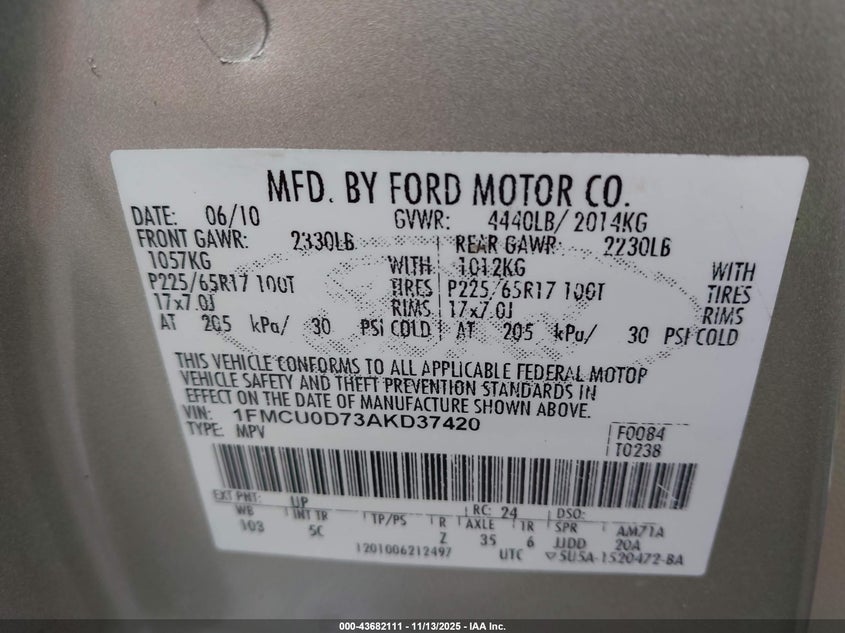 MFD. BY FORD MOTOR CO.
DATE: 06/10 GVWR: 4440LB/ 2014KG
FRONT GAWR: 2330LB REAR GAWR: 2230LB
1057KG WITH 1012KG WITH
P225/65R17 100T TIRES P225/65R17 100T TIRES
17x7.0J RIMS 17x7.0J RIMS
AT 205 kPa/ 30 PSI COLD AT 205 kPa/ 30 PSI COLD
THIS VEHICLE CONFORMS TO ALL APPLICABLE FEDERAL MOTOR
VEHICLE SAFETY AND THEFT PREVENTION STANDARDS IN
EFFECT ON THE DATE OF MANUFACTURE SHOWN ABOVE.
VIN: 1FMCU0D73AKD37420
TYPE: MPV
F0084
T0238
EXT PNT: UP RC: 24 DSO:
WB INT TR TP/PS R AXLE TR SPR AM71A
103 5C Z 35 6 JJDD 20A
1201006212497 UTC ▽5U5A-1520472-BA
000-43682111 - 11/13/2025 - IAA Inc.